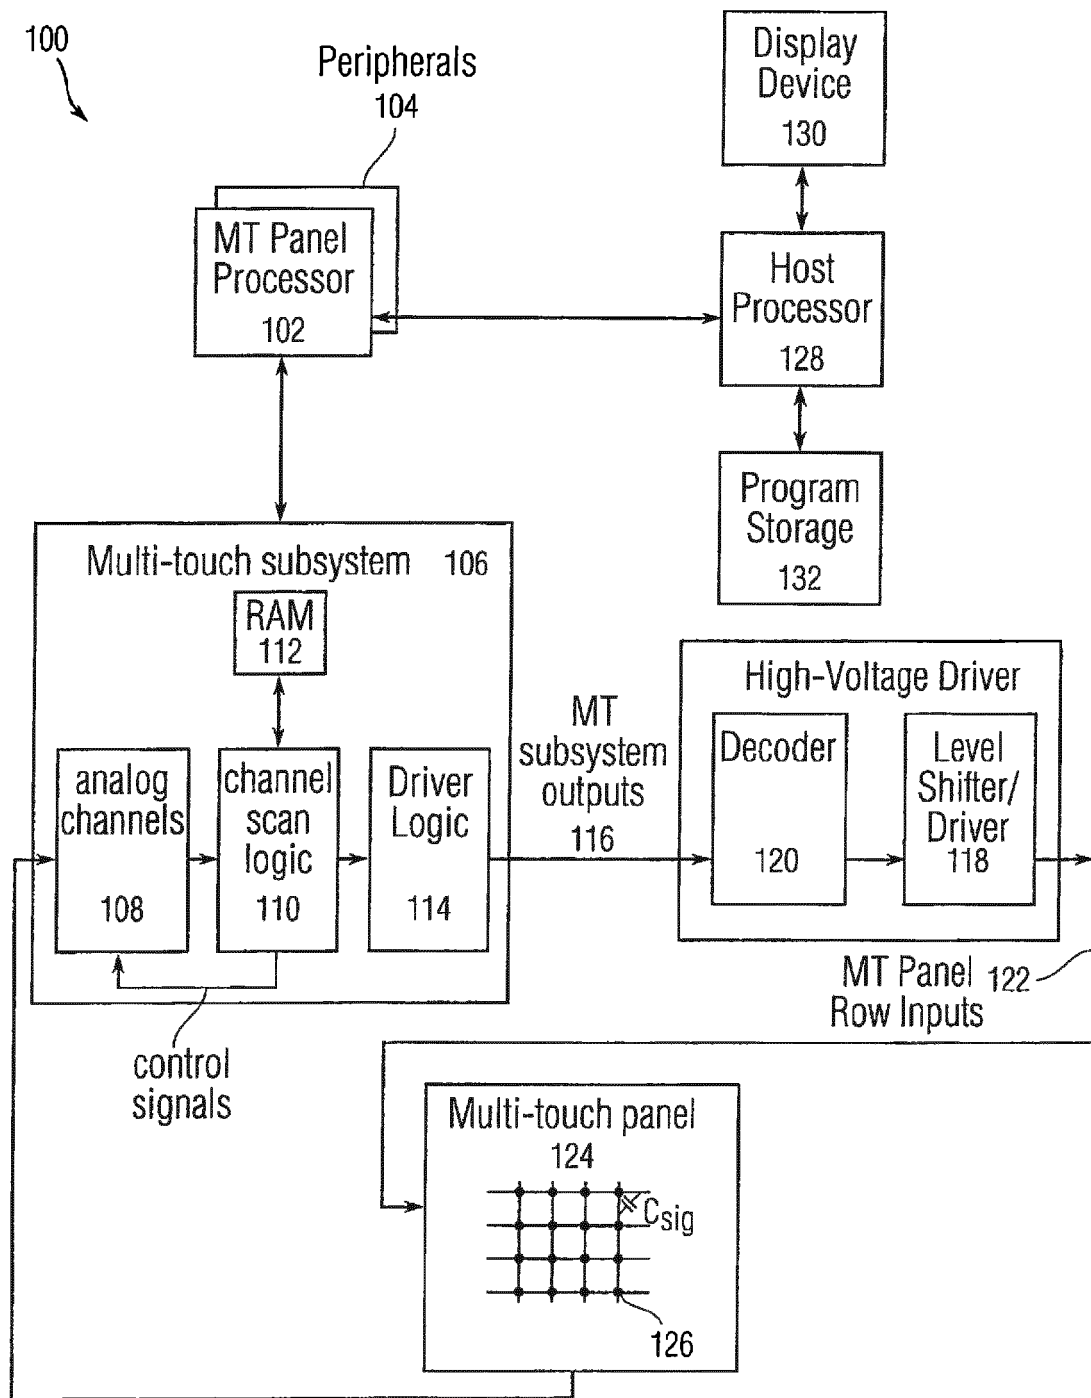 100
Peripherals
104
MT Panel
Processor
102
Display
Device
130
Host
Processor
128
Program
Storage
132
Multi-touch subsystem 106
RAM
112
analog
channels
108
channel
scan
logic
110
Driver
Logic
114
control
signals
MT
subsystem
outputs
116
High-Voltage Driver
Decoder
120
Level
Shifter/
Driver
118
MT Panel 122
Row Inputs
Multi-touch panel
124
Csig
126